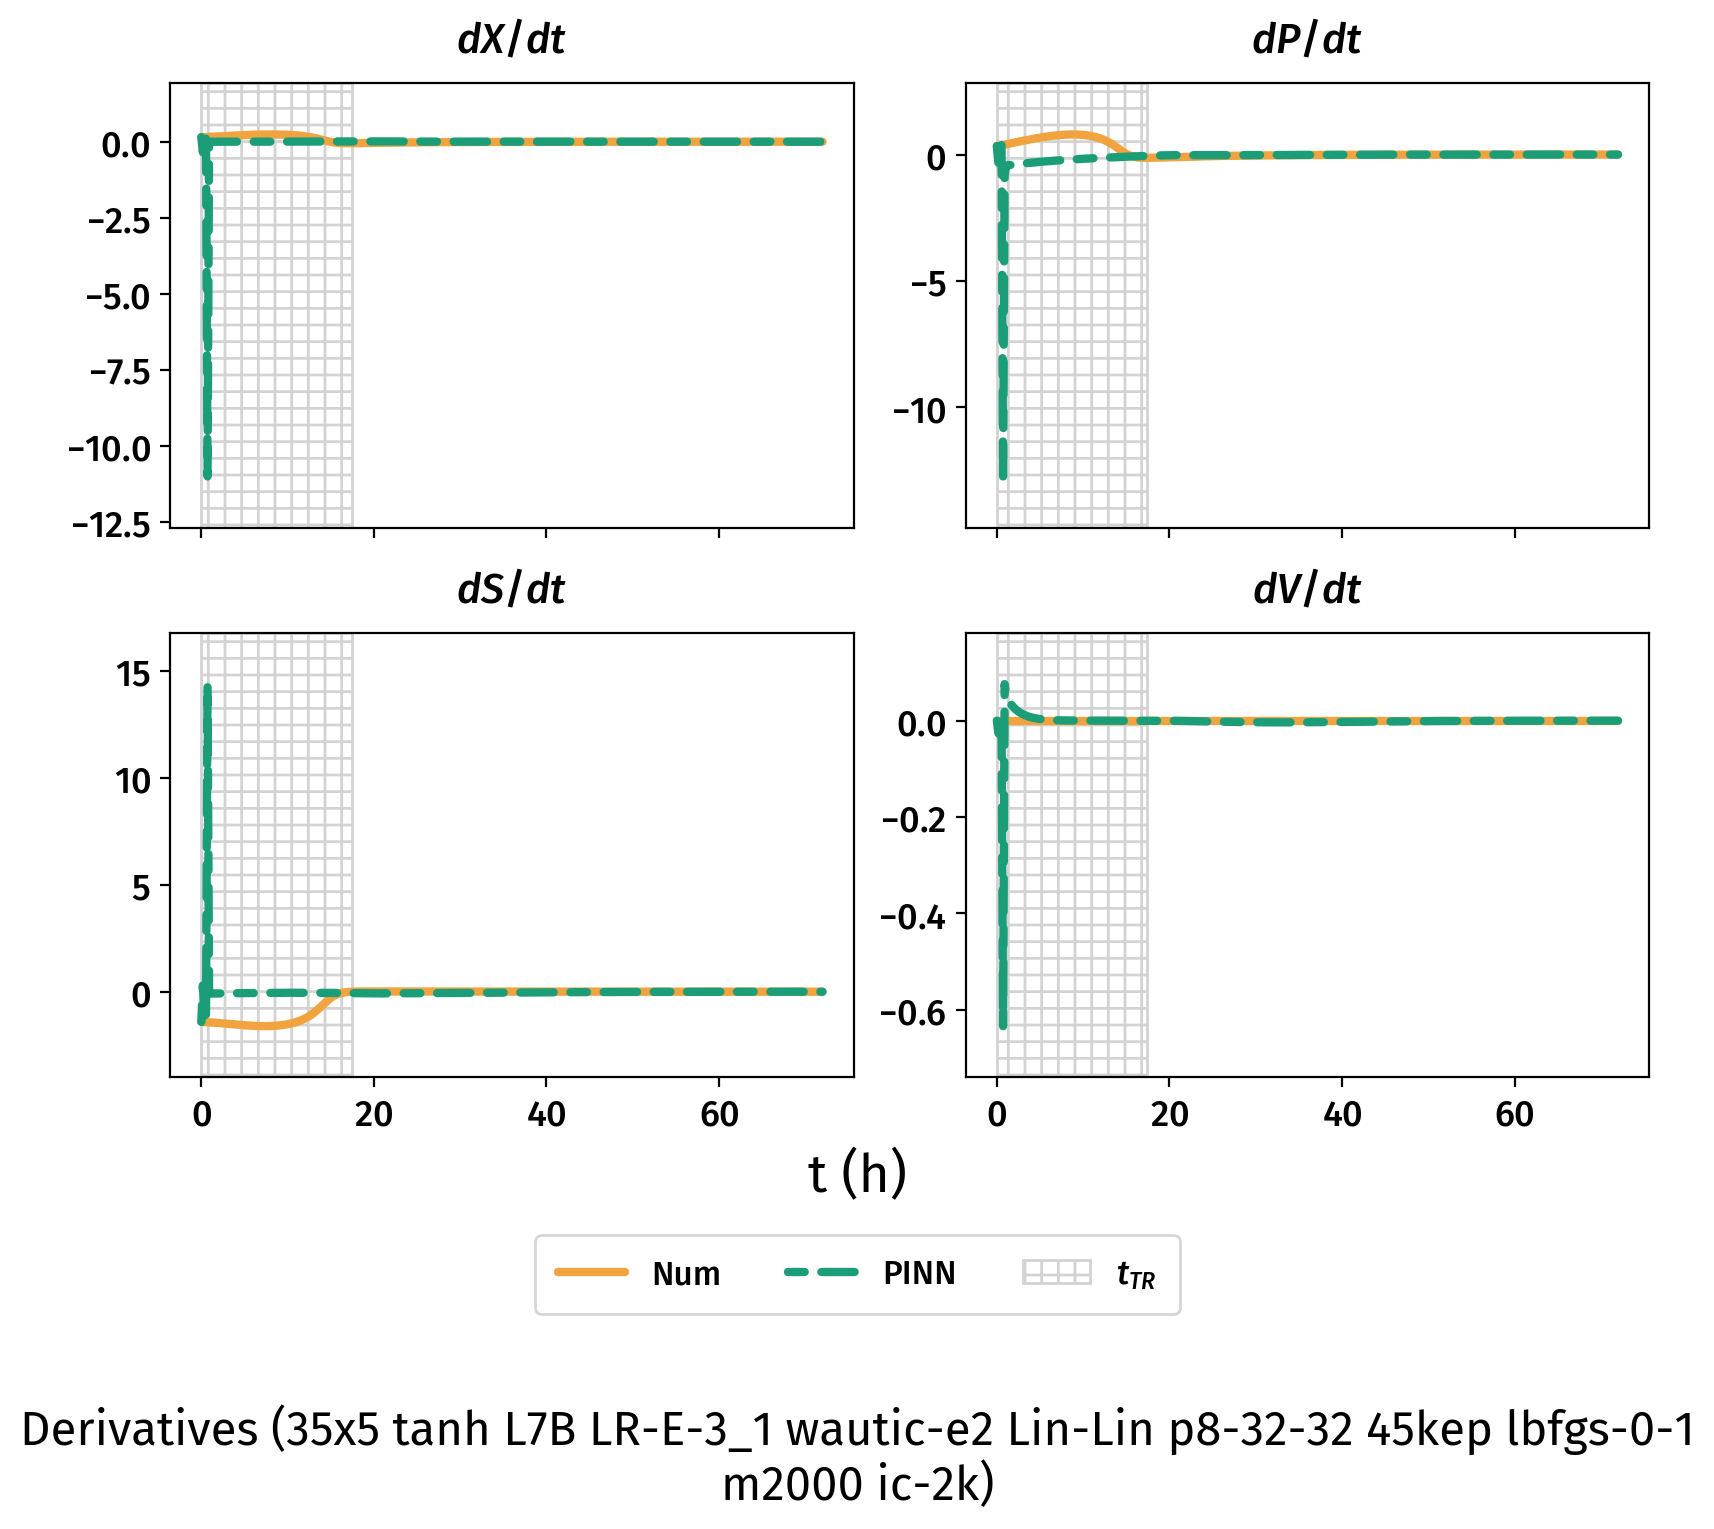 dX/dt
dP/dt
0.0
−2.5
−5.0
−7.5
−10.0
−12.5
0
−5
−10
dS/dt
dV/dt
15
10
5
0
0.0
−0.2
−0.4
−0.6
0 20 40 60
0 20 40 60
t (h)
Num PINN tTR
Derivatives (35x5 tanh L7B LR-E-3_1 wautic-e2 Lin-Lin p8-32-32 45kep lbfgs-0-1
m2000 ic-2k)